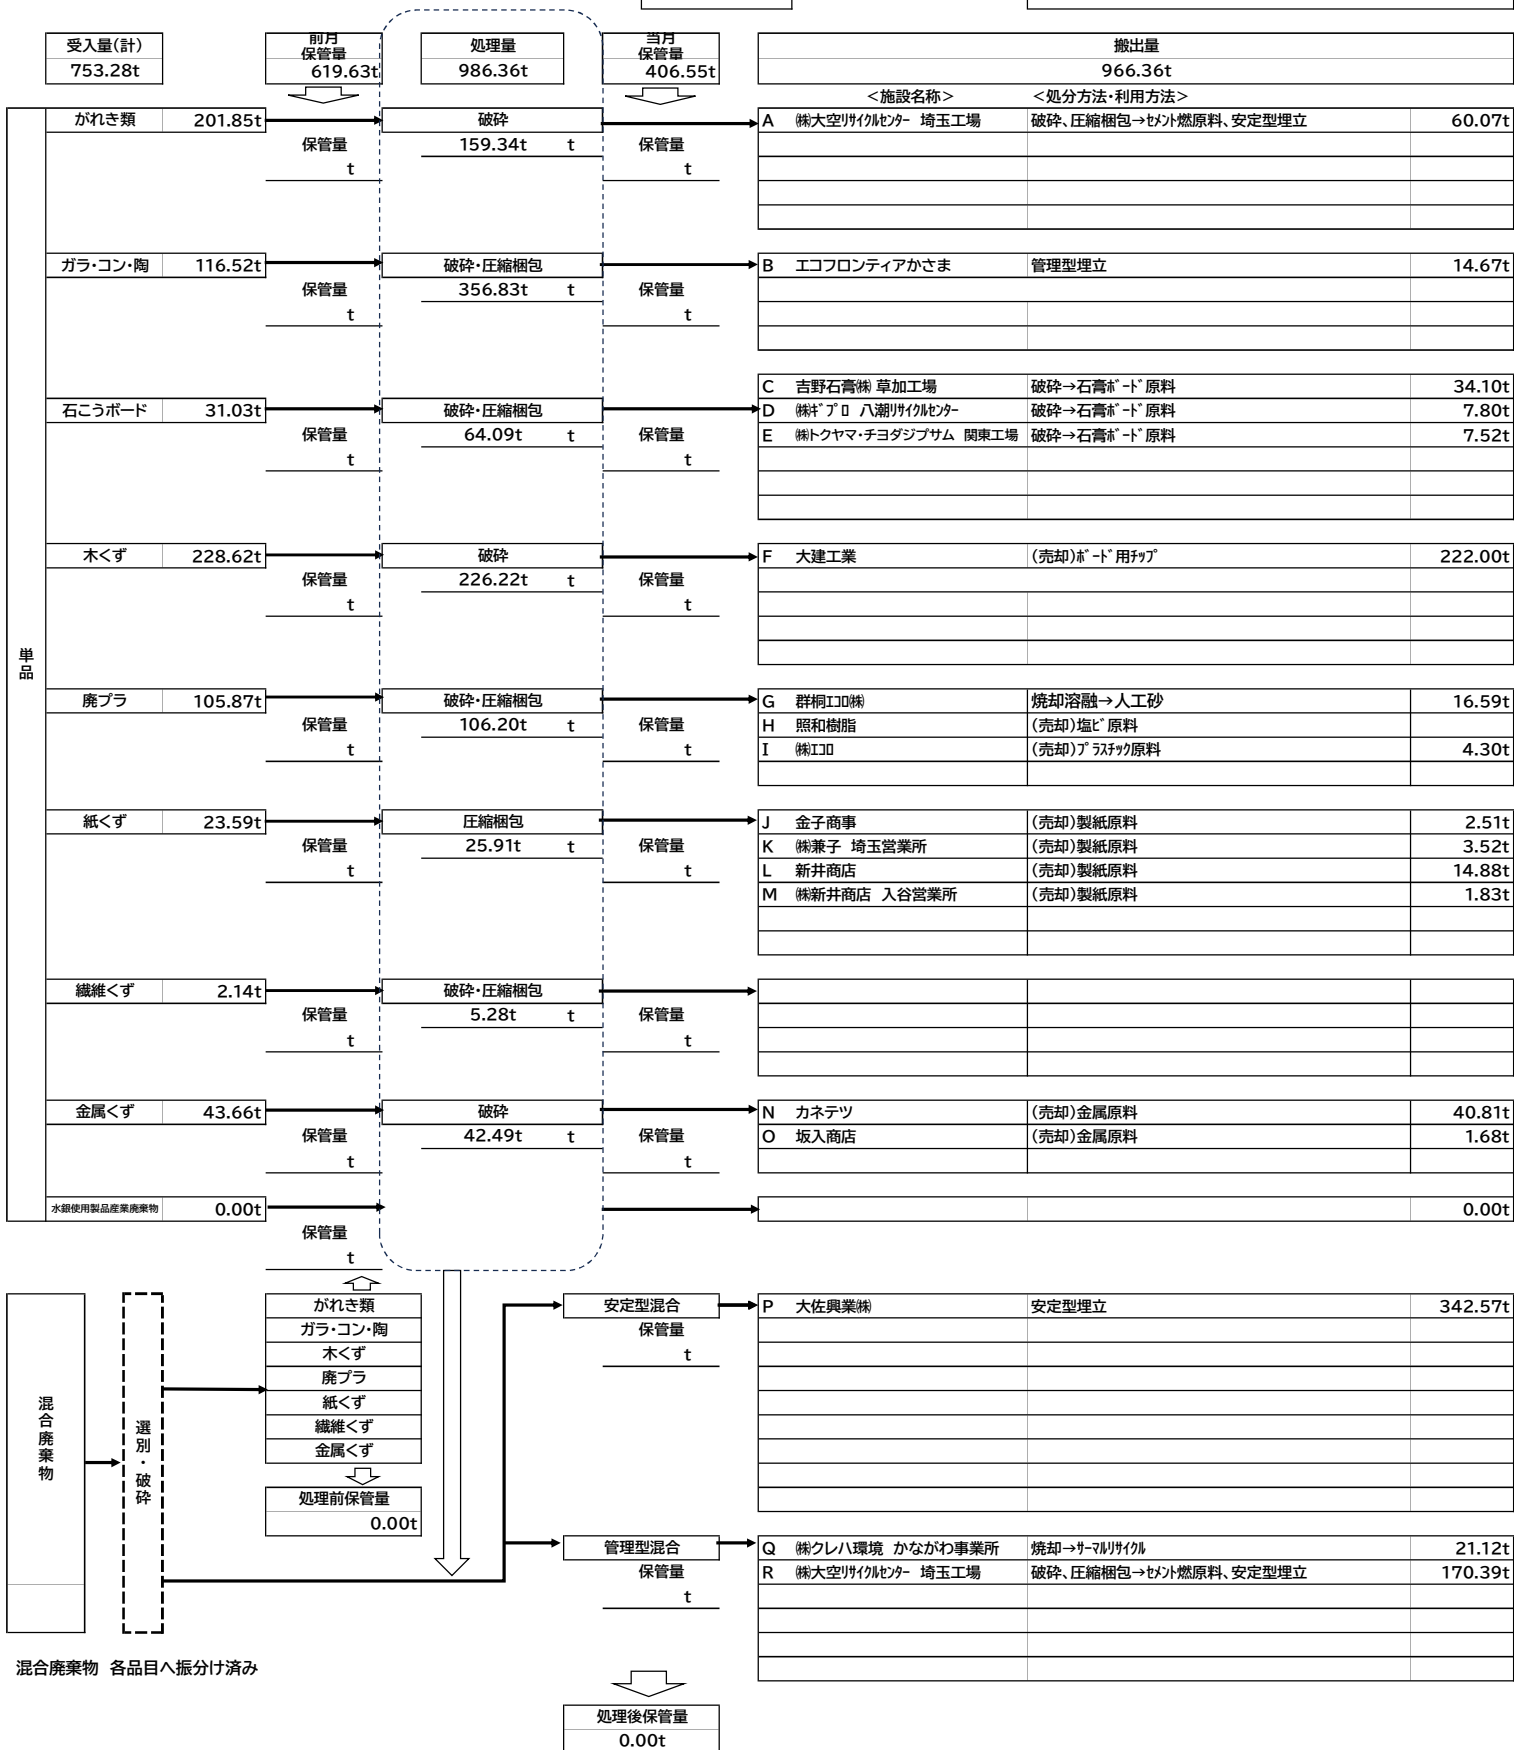 受入量(計) 前月保管量 処理量 当月保管量 搬出量
753.28t 619.63t 986.36t 406.55t 966.36t
<施設名称> <処分方法・利用方法>
単品
がれき類 201.85t 破砕 A ㈱大空ﾘｻｲｸﾙｾﾝﾀｰ 埼玉工場 破砕、圧縮梱包→ｾﾒﾝﾄ燃原料、安定型埋立 60.07t
保管量 159.34t t 保管量
t t
ガラ・コン・陶 116.52t 破砕・圧縮梱包 B エコフロンティアかさま 管理型埋立 14.67t
保管量 356.83t t 保管量
t t
C 吉野石膏㈱ 草加工場 破砕→石膏ﾎﾞｰﾄﾞ原料 34.10t
石こうボード 31.03t 破砕・圧縮梱包 D ㈱ｷﾞﾌﾟﾛ 八潮ﾘｻｲｸﾙｾﾝﾀｰ 破砕→石膏ﾎﾞｰﾄﾞ原料 7.80t
保管量 64.09t t 保管量 E ㈱トクヤマ・チヨダジプサム 関東工場 破砕→石膏ﾎﾞｰﾄﾞ原料 7.52t
t t
木くず 228.62t 破砕 F 大建工業 (売却)ﾎﾞｰﾄﾞ用ﾁｯﾌﾟ 222.00t
保管量 226.22t t 保管量
t t
廃プラ 105.87t 破砕・圧縮梱包 G 群桐ｴｺﾛ㈱ 焼却溶融→人工砂 16.59t
保管量 106.20t t 保管量 H 照和樹脂 (売却)塩ﾋﾞ原料
t t I ㈱ｴｺﾛ (売却)ﾌﾟﾗｽﾁｯｸ原料 4.30t
紙くず 23.59t 圧縮梱包 J 金子商事 (売却)製紙原料 2.51t
保管量 25.91t t 保管量 K ㈱兼子 埼玉営業所 (売却)製紙原料 3.52t
t t L 新井商店 (売却)製紙原料 14.88t
M ㈱新井商店 入谷営業所 (売却)製紙原料 1.83t
繊維くず 2.14t 破砕・圧縮梱包
保管量 5.28t t 保管量
t t
金属くず 43.66t 破砕 N カネテツ (売却)金属原料 40.81t
保管量 42.49t t 保管量 O 坂入商店 (売却)金属原料 1.68t
t t
水銀使用製品産業廃棄物 0.00t 0.00t
保管量
t
混合廃棄物
選別・破砕
がれき類 安定型混合 P 大佐興業㈱ 安定型埋立 342.57t
ガラ・コン・陶 保管量
木くず t
廃プラ
紙くず
繊維くず
金属くず
処理前保管量
0.00t
管理型混合 Q ㈱クレハ環境 かながわ事業所 焼却→ｻｰﾏﾙﾘｻｲｸﾙ 21.12t
保管量 R ㈱大空ﾘｻｲｸﾙｾﾝﾀｰ 埼玉工場 破砕、圧縮梱包→ｾﾒﾝﾄ燃原料、安定型埋立 170.39t
t
混合廃棄物 各品目へ振分け済み
処理後保管量
0.00t